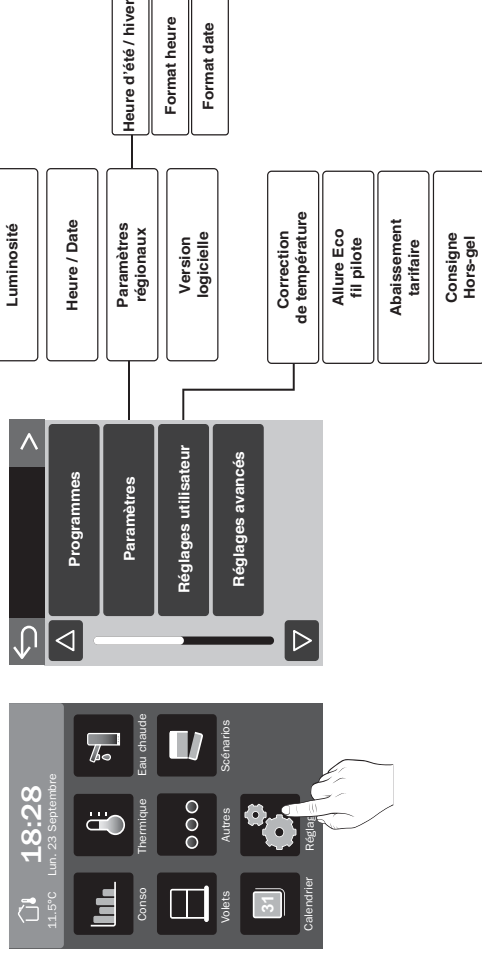 18:28
11.5°C
Lun. 23 Septembre
Conso
Thermique
Eau chaude
Volets
Autres
Scénarios
31
Calendrier
Programmes
Paramètres
Réglages utilisateur
Réglages avancés
Luminosité
Heure / Date
Paramètres
régionaux
Version
logicielle
Correction
de température
Allure Eco
fil pilote
Abaissement
tarifaire
Consigne
Hors-gel
Heure d'été / hiver
Format heure
Format date